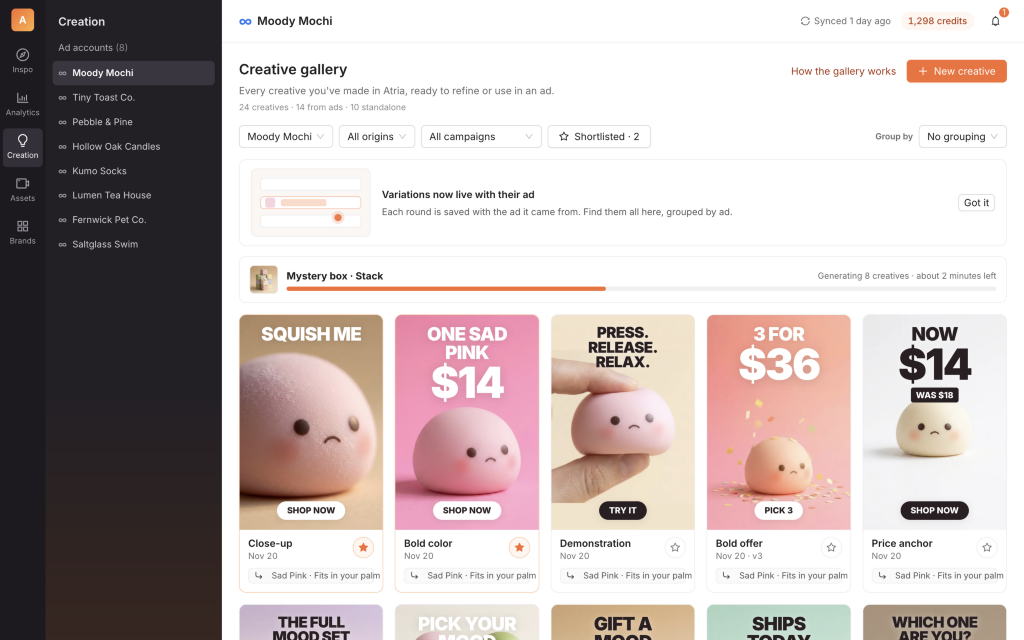 A
Inspo
Analytics
Creation
Assets
Brands
Creation
Ad accounts (8)
Moody Mochi
Tiny Toast Co.
Pebble & Pine
Hollow Oak Candles
Kumo Socks
Lumen Tea House
Fernwick Pet Co.
Saltglass Swim
Moody Mochi
Synced 1 day ago
1,298 credits
1
Creative gallery
Every creative you've made in Atria, ready to refine or use in an ad.
24 creatives · 14 from ads · 10 standalone
How the gallery works
+ New creative
Moody Mochi
All origins
All campaigns
Shortlisted · 2
Group by
No grouping
Variations now live with their ad
Each round is saved with the ad it came from. Find them all here, grouped by ad.
Got it
Mystery box · Stack
Generating 8 creatives · about 2 minutes left
SQUISH ME
SHOP NOW
Close-up
Nov 20
Sad Pink · Fits in your palm
ONE SAD
PINK
$14
SHOP NOW
Bold color
Nov 20
Sad Pink · Fits in your palm
PRESS.
RELEASE.
RELAX.
TRY IT
Demonstration
Nov 20
Sad Pink · Fits in your palm
3 FOR
$36
PICK 3
Bold offer
Nov 20 · v3
Sad Pink · Fits in your palm
NOW
$14
WAS $18
SHOP NOW
Price anchor
Nov 20
Sad Pink · Fits in your palm
THE FULL
MOOD SET
PICK YOUR
MOOD
GIFT A
MOOD
SHIPS
TODAY
WHICH ONE
ARE YOU?